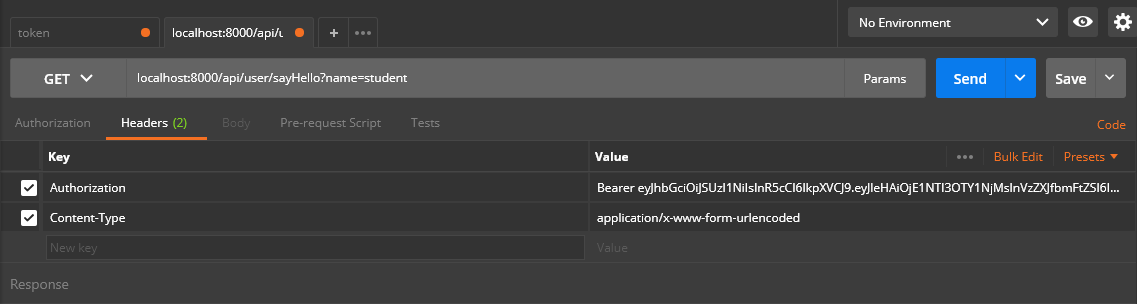 token
localhost:8000/api/u
No Environment
GET
localhost:8000/api/user/sayHello?name=student
Params
Send
Save
Authorization
Headers (2)
Body
Pre-request Script
Tests
Code
Key
Value
Bulk Edit
Presets
Authorization
Bearer eyJhbGciOiJSUzI1NiIsInR5cCI6IkpXVCJ9.eyJleHAiOjE1NTI3OTY1NjMsInVzZXJfbmFtZSI6I...
Content-Type
application/x-www-form-urlencoded
New key
Value
Response